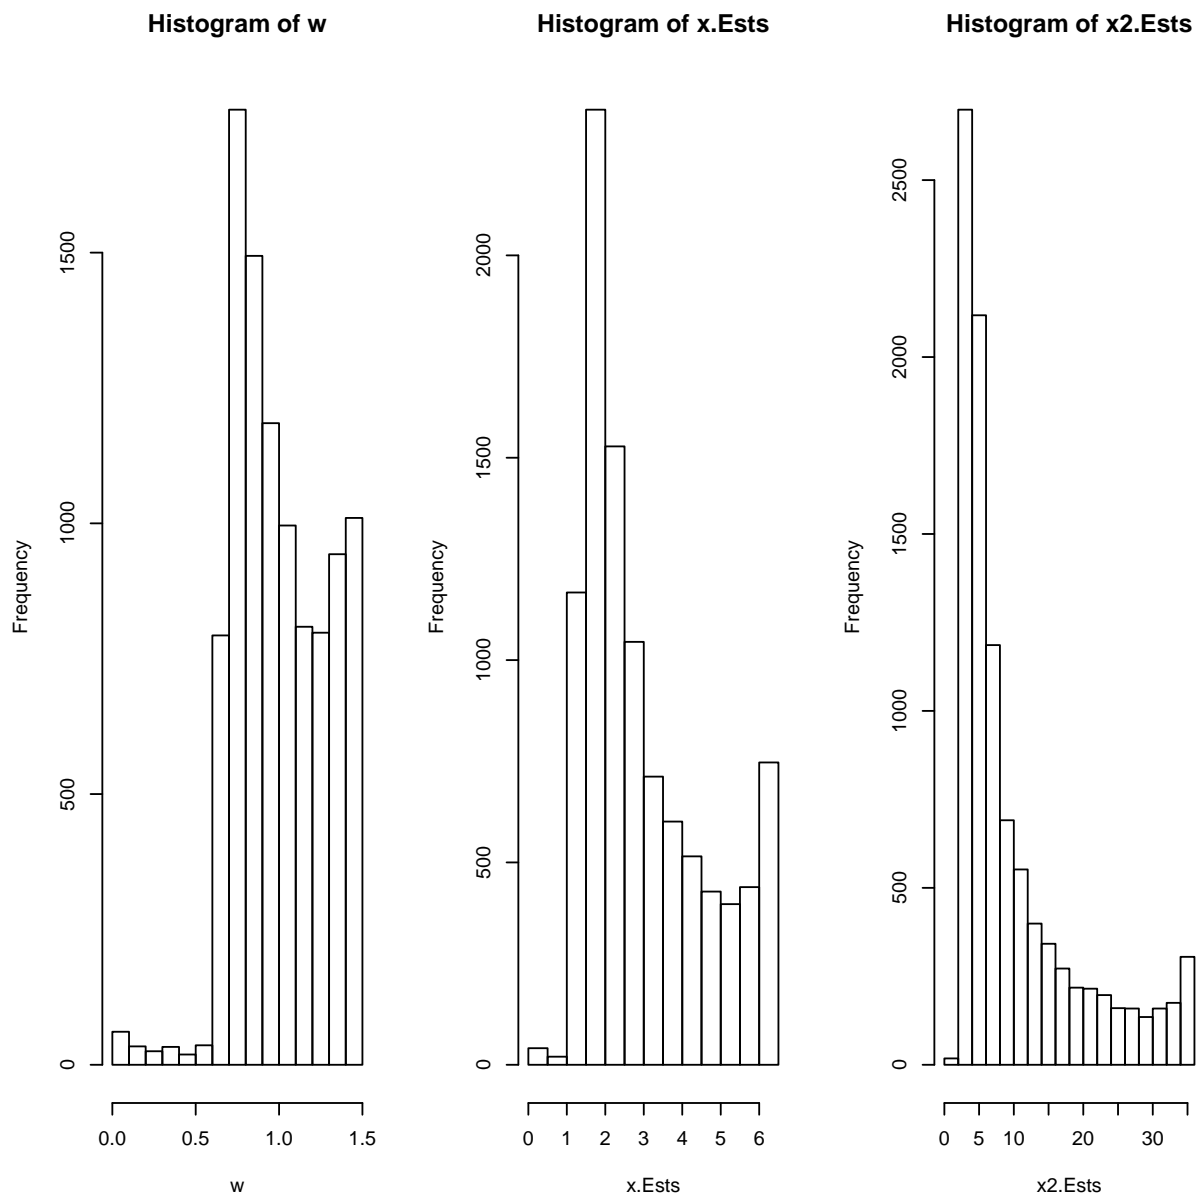 Histogram of w
Frequency
0
500
1000
1500
0.0 0.5 1.0 1.5
w
Histogram of x.Ests
Frequency
0
500
1000
1500
2000
0 1 2 3 4 5 6
x.Ests
Histogram of x2.Ests
Frequency
0
500
1000
1500
2000
2500
0 5 10 20 30
x2.Ests